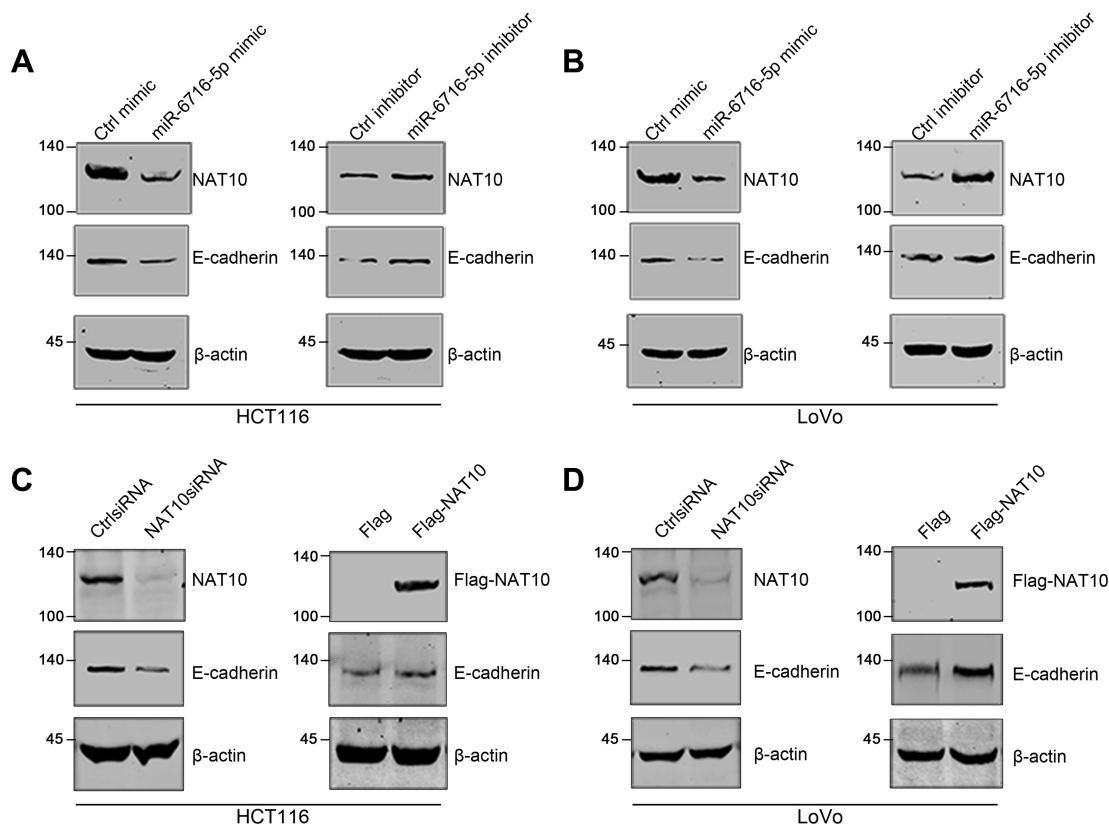 A
Ctrl mimic
miR-6716-5p mimic
Ctrl inhibitor
miR-6716-5p inhibitor
140
NAT10
100
NAT10
140
E-cadherin
140
E-cadherin
45
β-actin
45
β-actin
HCT116
B
Ctrl mimic
miR-6716-5p mimic
Ctrl inhibitor
miR-6716-5p inhibitor
140
NAT10
100
140
NAT10
100
140
E-cadherin
140
E-cadherin
45
β-actin
45
β-actin
LoVo
C
CtrlsiRNA
NAT10siRNA
Flag
Flag-NAT10
140
NAT10
100
140
Flag-NAT10
100
140
E-cadherin
140
E-cadherin
45
β-actin
45
β-actin
HCT116
D
CtrlsiRNA
NAT10siRNA
Flag
Flag-NAT10
140
NAT10
100
140
Flag-NAT10
100
140
E-cadherin
140
E-cadherin
45
β-actin
45
β-actin
LoVo